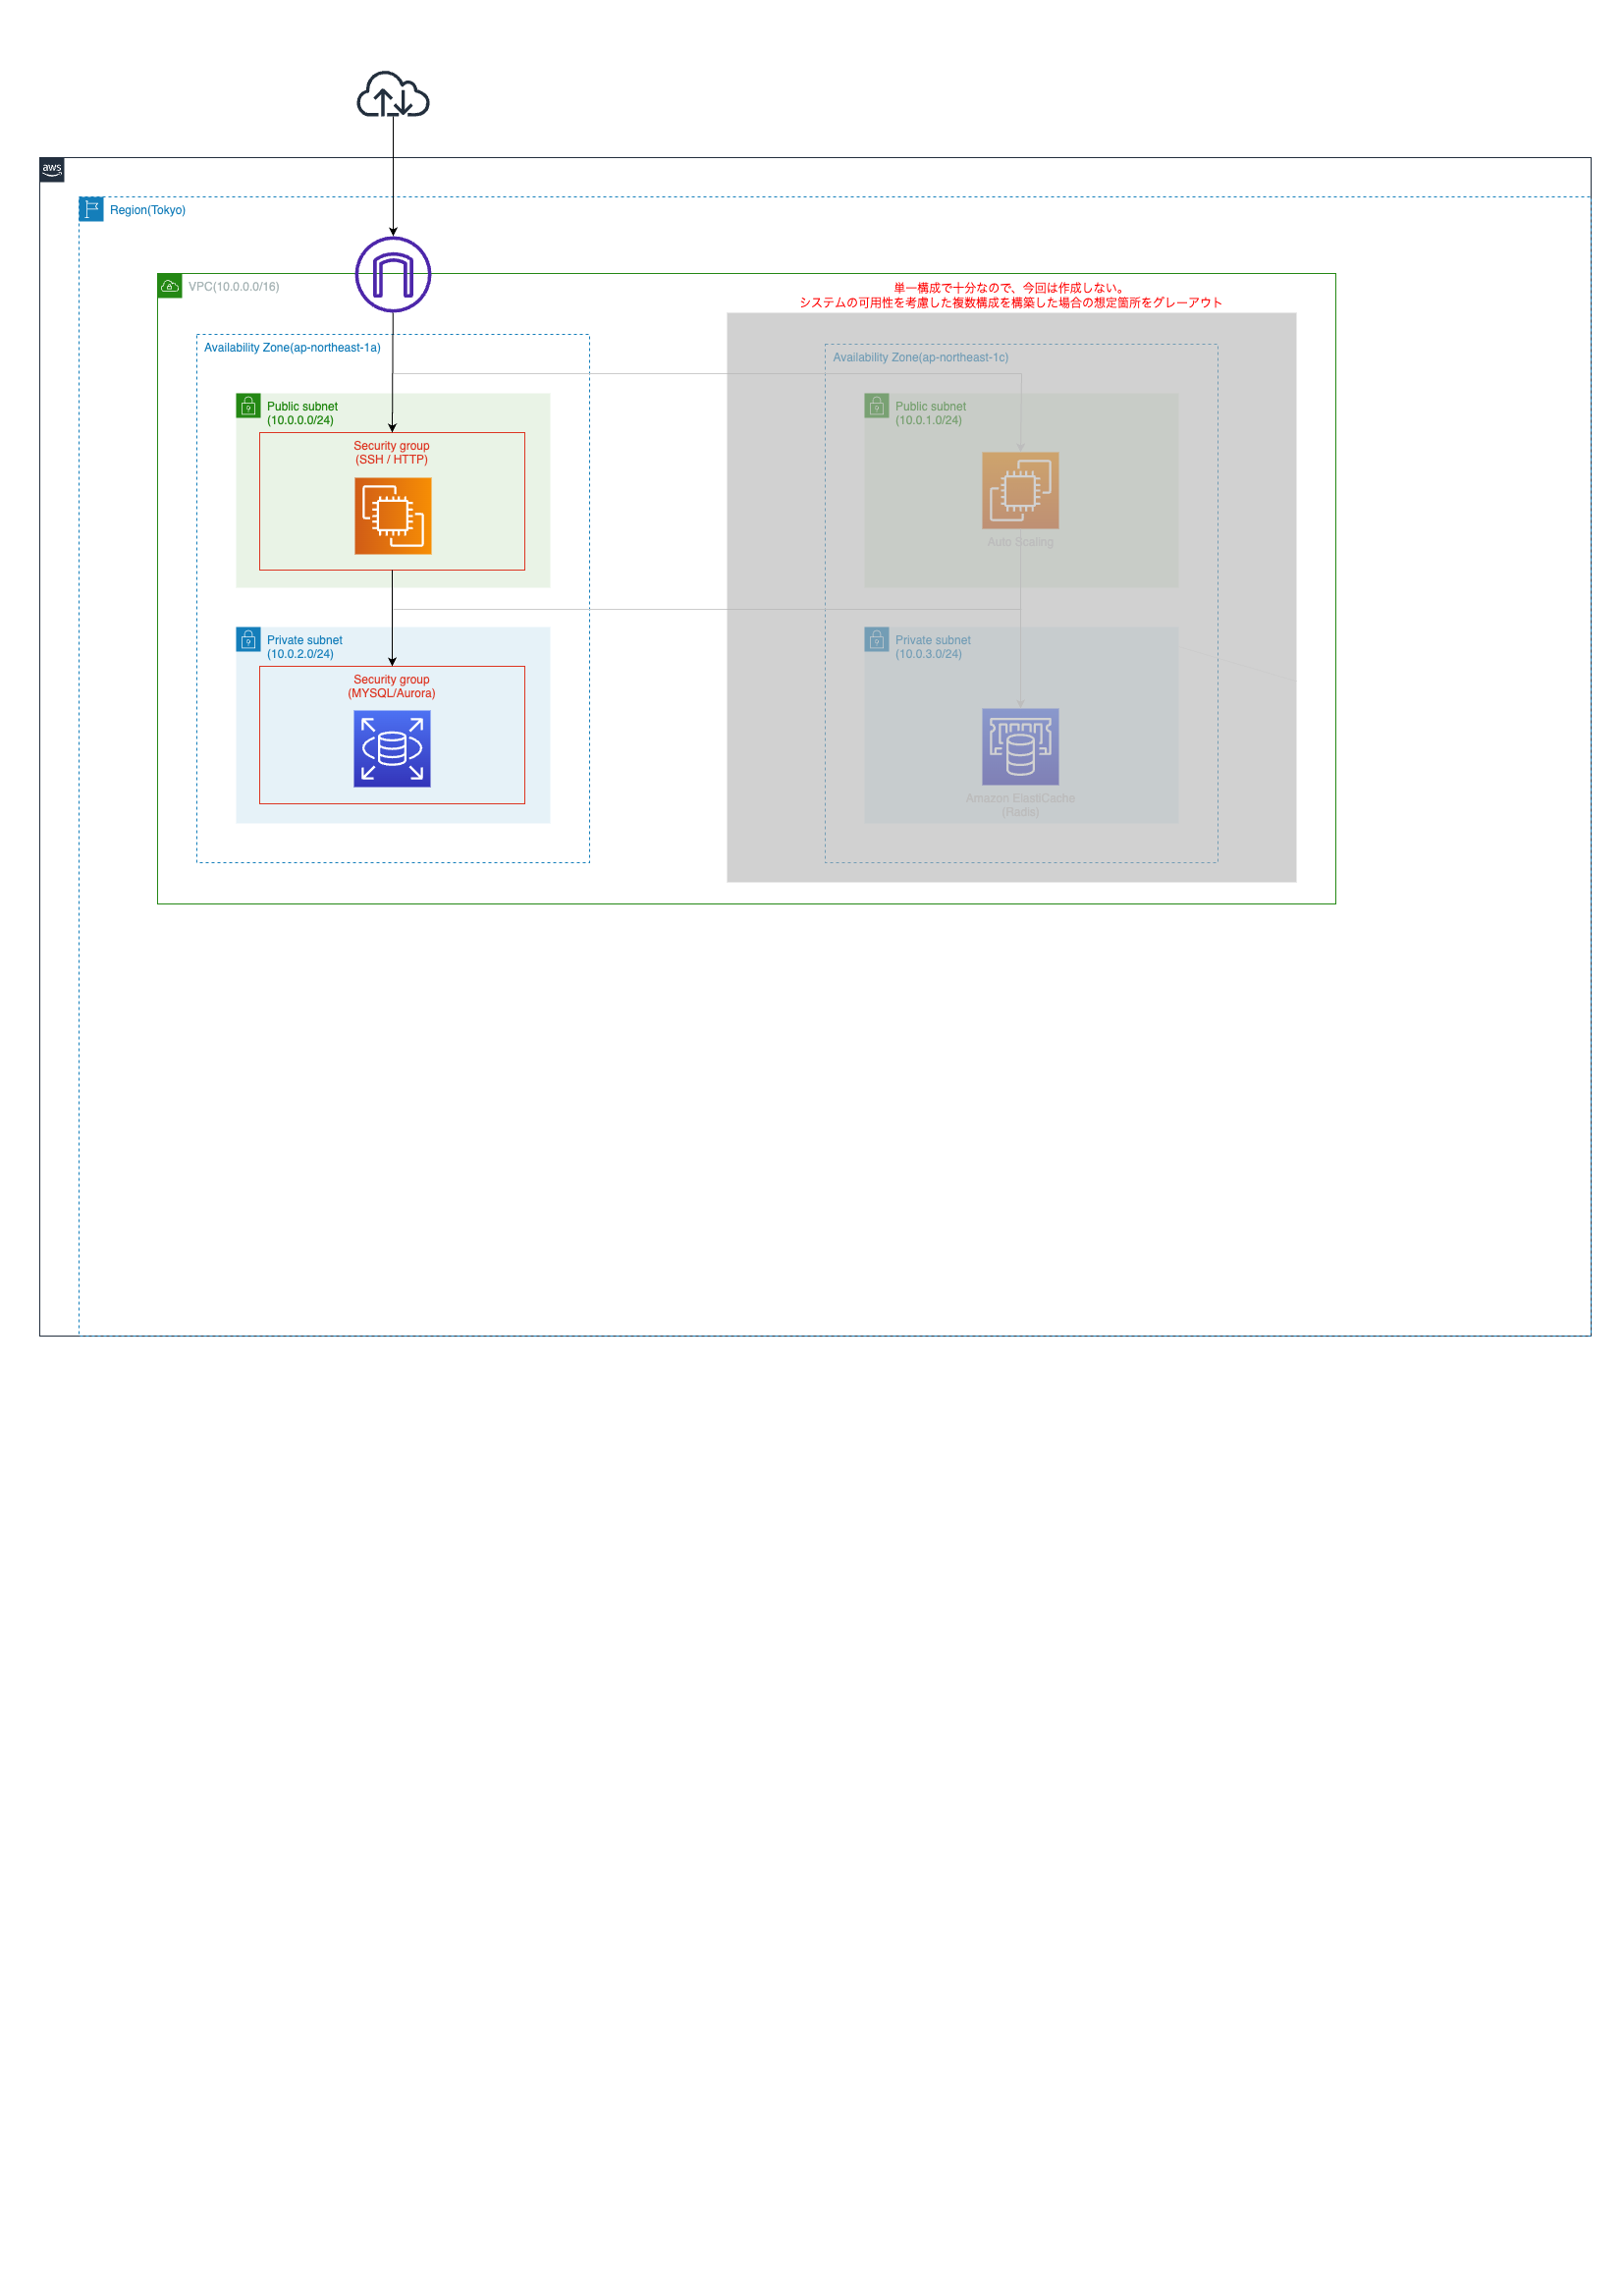 aws
Region(Tokyo)
VPC(10.0.0.0/16)
単一構成で十分なので、今回は作成しない。
システムの可用性を考慮した複数構成を構築した場合の想定箇所をグレーアウト
Availability Zone(ap-northeast-1a)
Public subnet
(10.0.0.0/24)
Security group
(SSH / HTTP)
Private subnet
(10.0.2.0/24)
Security group
(MYSQL/Aurora)
Availability Zone(ap-northeast-1c)
Public subnet
(10.0.1.0/24)
Auto Scaling
Private subnet
(10.0.3.0/24)
Amazon ElastiCache
(Radis)